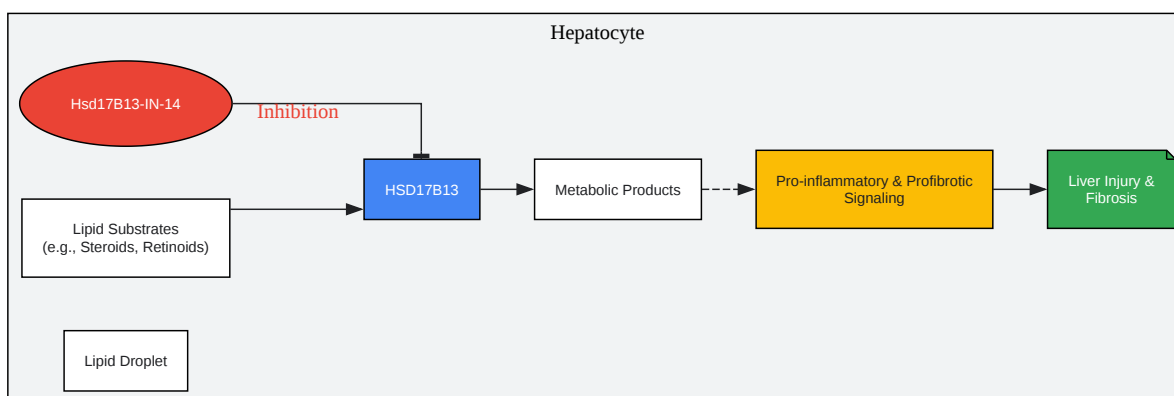 Hepatocyte
Hsd17B13-IN-14
Inhibition
HSD17B13
Metabolic Products
Pro-inflammatory & Profibrotic
Signaling
Liver Injury &
Fibrosis
Lipid Substrates
(e.g., Steroids, Retinoids)
Lipid Droplet